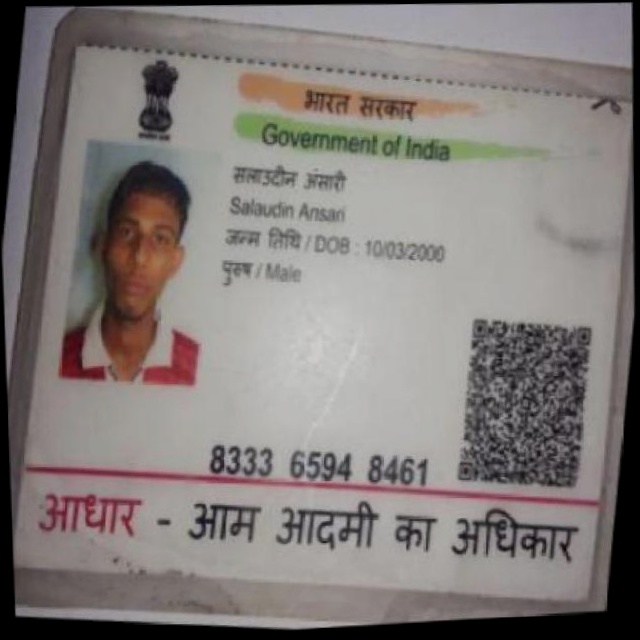 भारत सरकार
Government of India
सलाउदीन अंसारी
Salaudin Ansari
जन्म तिथि / DOB : 10/03/2000
पुरुष / Male
8333 6594 8461
आधार - आम आदमी का अधिकार